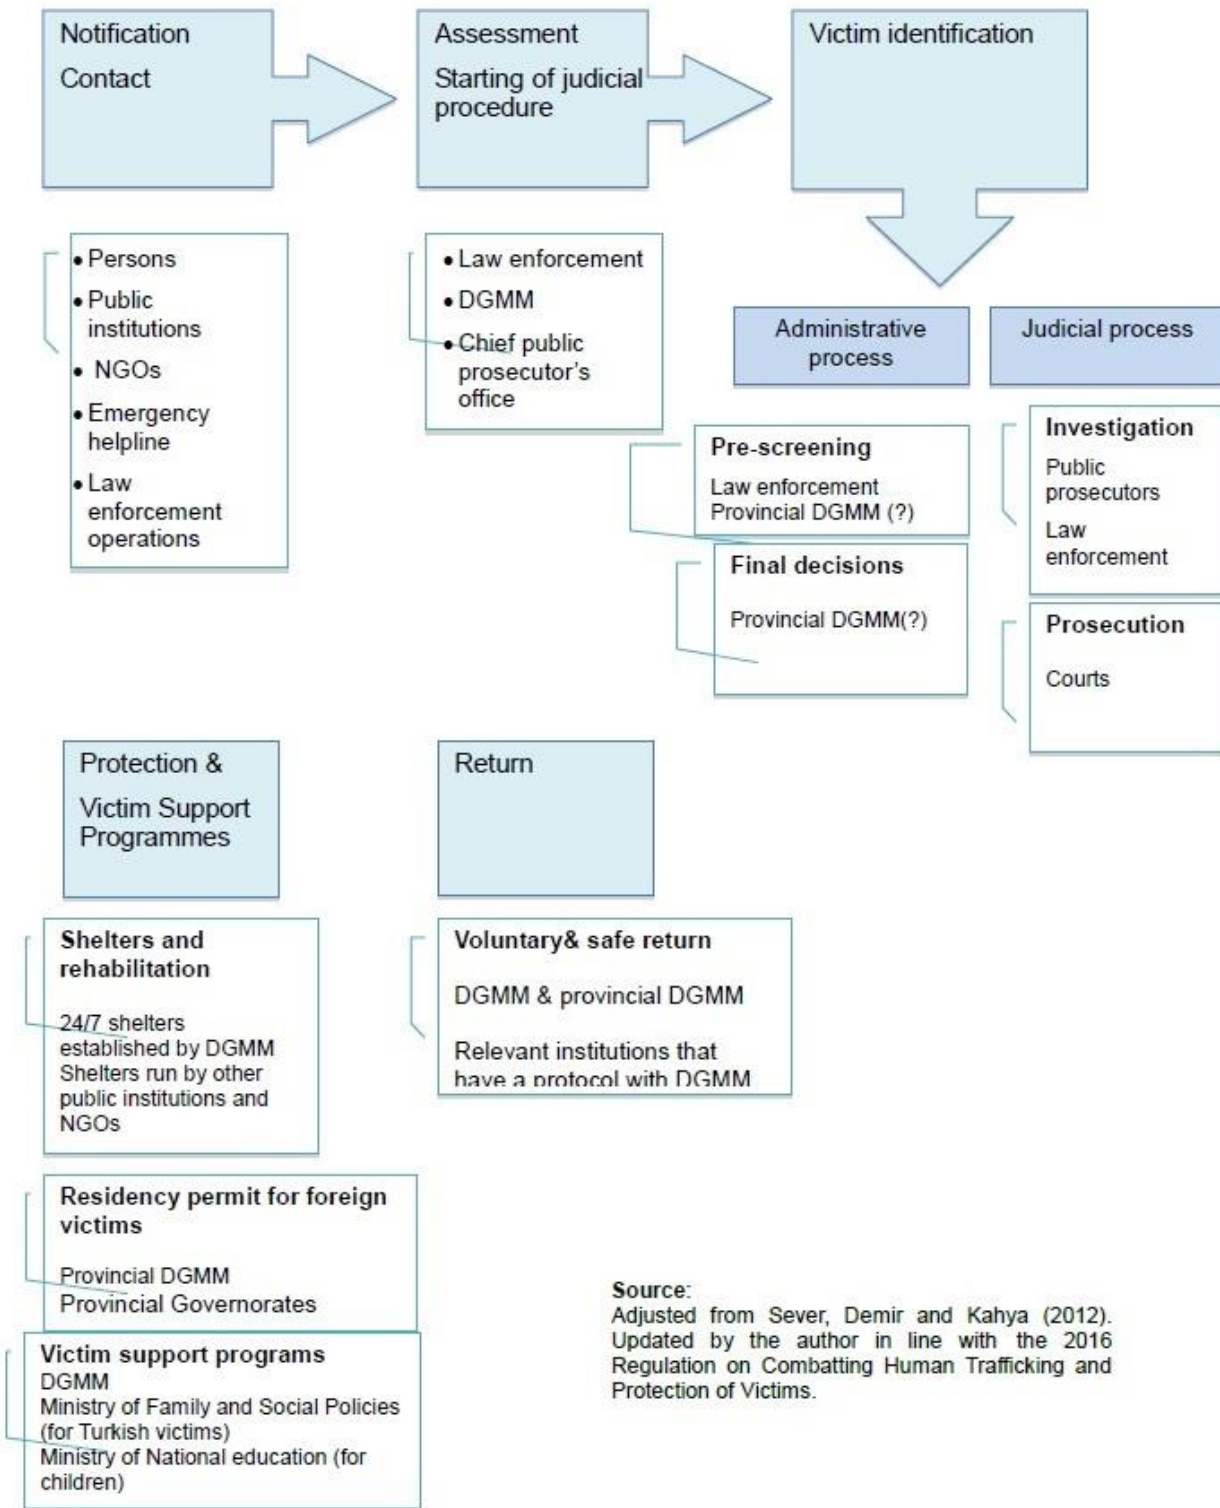 Notification
Contact
Assessment
Starting of judicial
procedure
Victim identification
• Persons
• Public
institutions
• NGOs
• Emergency
helpline
• Law
enforcement
operations
• Law enforcement
• DGMM
• Chief public
prosecutor's
office
Administrative
process
Judicial process
Pre-screening
Law enforcement
Provincial DGMM (?)
Final decisions
Provincial DGMM(?)
Investigation
Public
prosecutors
Law
enforcement
Prosecution
Courts
Protection &
Victim Support
Programmes
Return
Shelters and
rehabilitation
24/7 shelters
established by DGMM
Shelters run by other
public institutions and
NGOs
Voluntary& safe return
DGMM & provincial DGMM
Relevant institutions that
have a protocol with DGMM
Residency permit for foreign
victims
Provincial DGMM
Provincial Governorates
Victim support programs
DGMM
Ministry of Family and Social Policies
(for Turkish victims)
Ministry of National education (for
children)
Source:
Adjusted from Sever, Demir and Kahya (2012).
Updated by the author in line with the 2016
Regulation on Combatting Human Trafficking and
Protection of Victims.